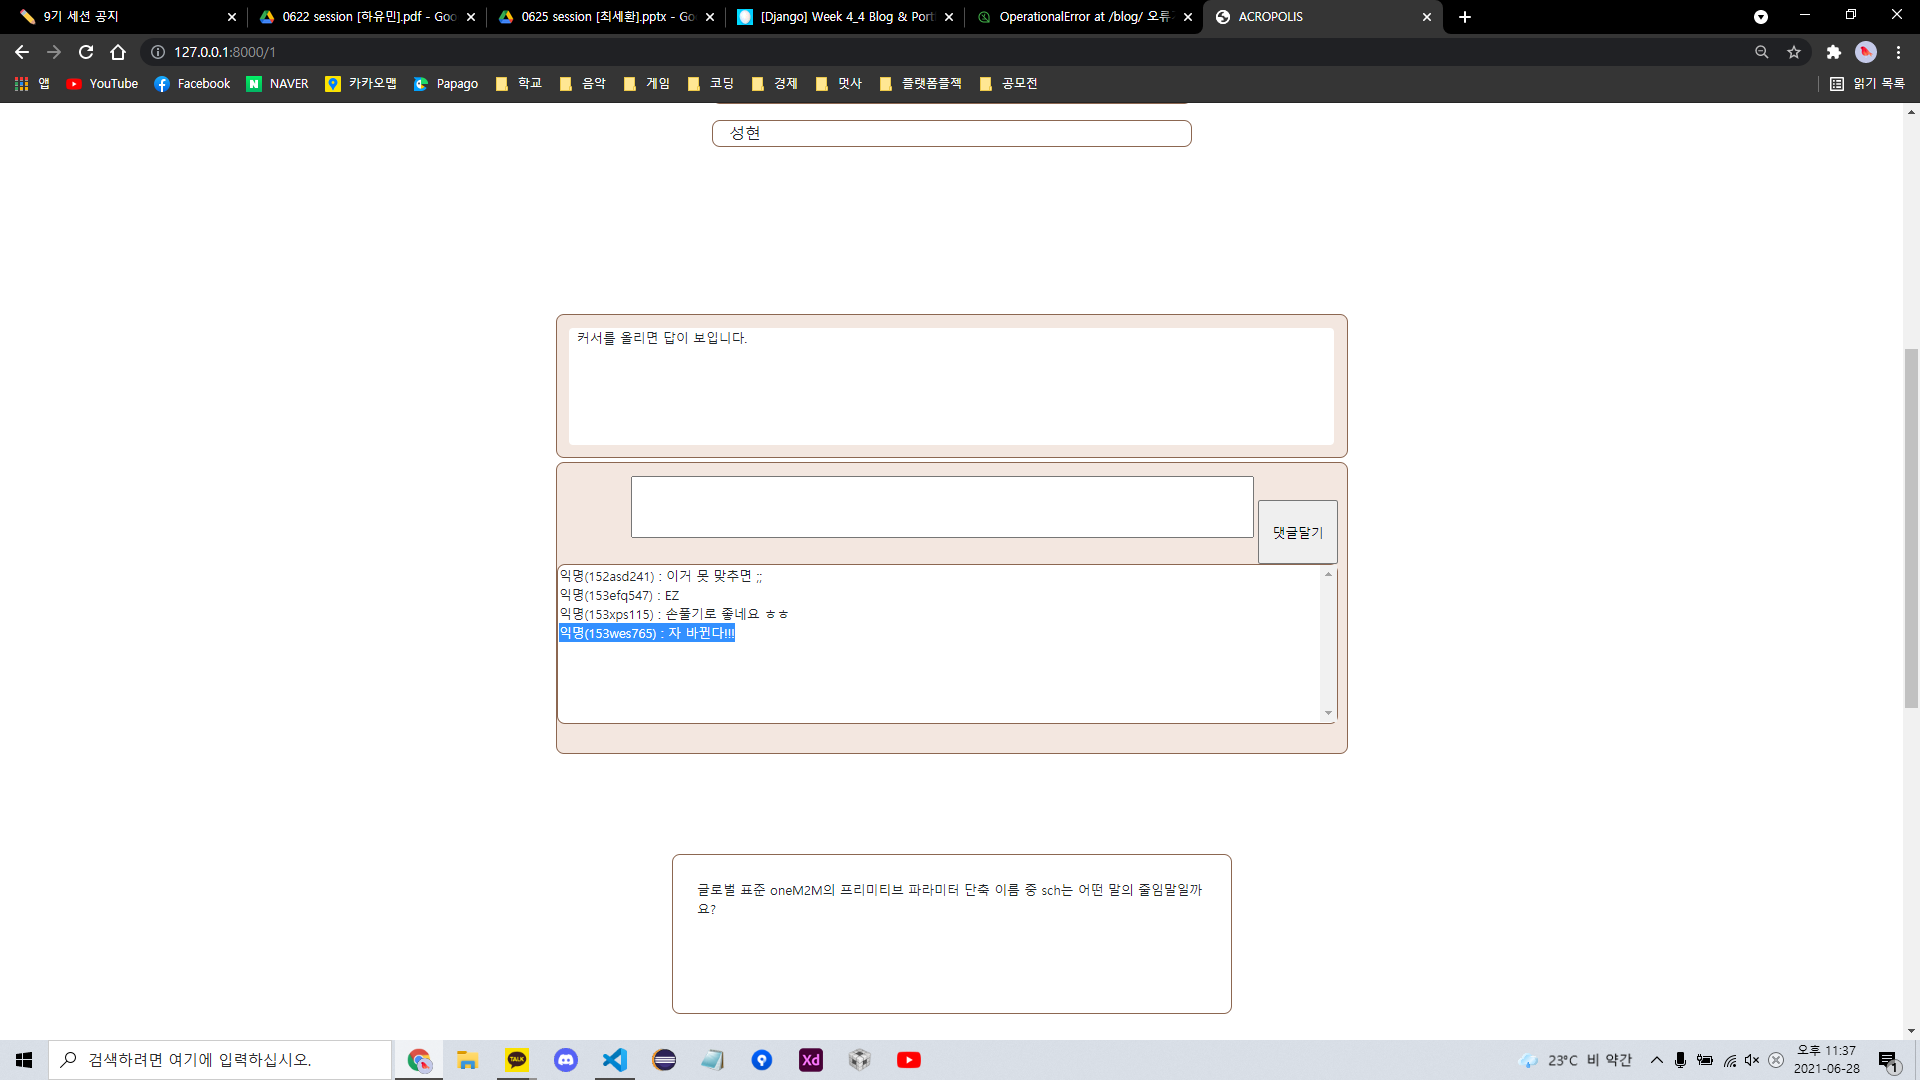 9기 세션 공지
0622 session [하유민].pdf - Goo
0625 session [최세환].pptx - Go
[Django] Week 4_4 Blog & Port
OperationalError at /blog/ 오류
ACROPOLIS
127.0.0.1:8000/1
앱
YouTube
Facebook
NAVER
카카오맵
Papago
학교
음악
게임
코딩
경제
멋사
플랫폼플젝
공모전
읽기 목록
성현
커서를 올리면 답이 보입니다.
댓글달기
익명(152asd241) : 이거 못 맞추면 ;;
익명(153efq547) : EZ
익명(153xps115) : 손풀기로 좋네요 ㅎㅎ
익명(153wes765) : 자 바뀐다!!!
글로벌 표준 oneM2M의 프리미티브 파라미터 단축 이름 중 sch는 어떤 말의 줄임말일까
요?
검색하려면 여기에 입력하십시오.
TALK
Xd
23°C 비 약간
오후 11:37
2021-06-28
1